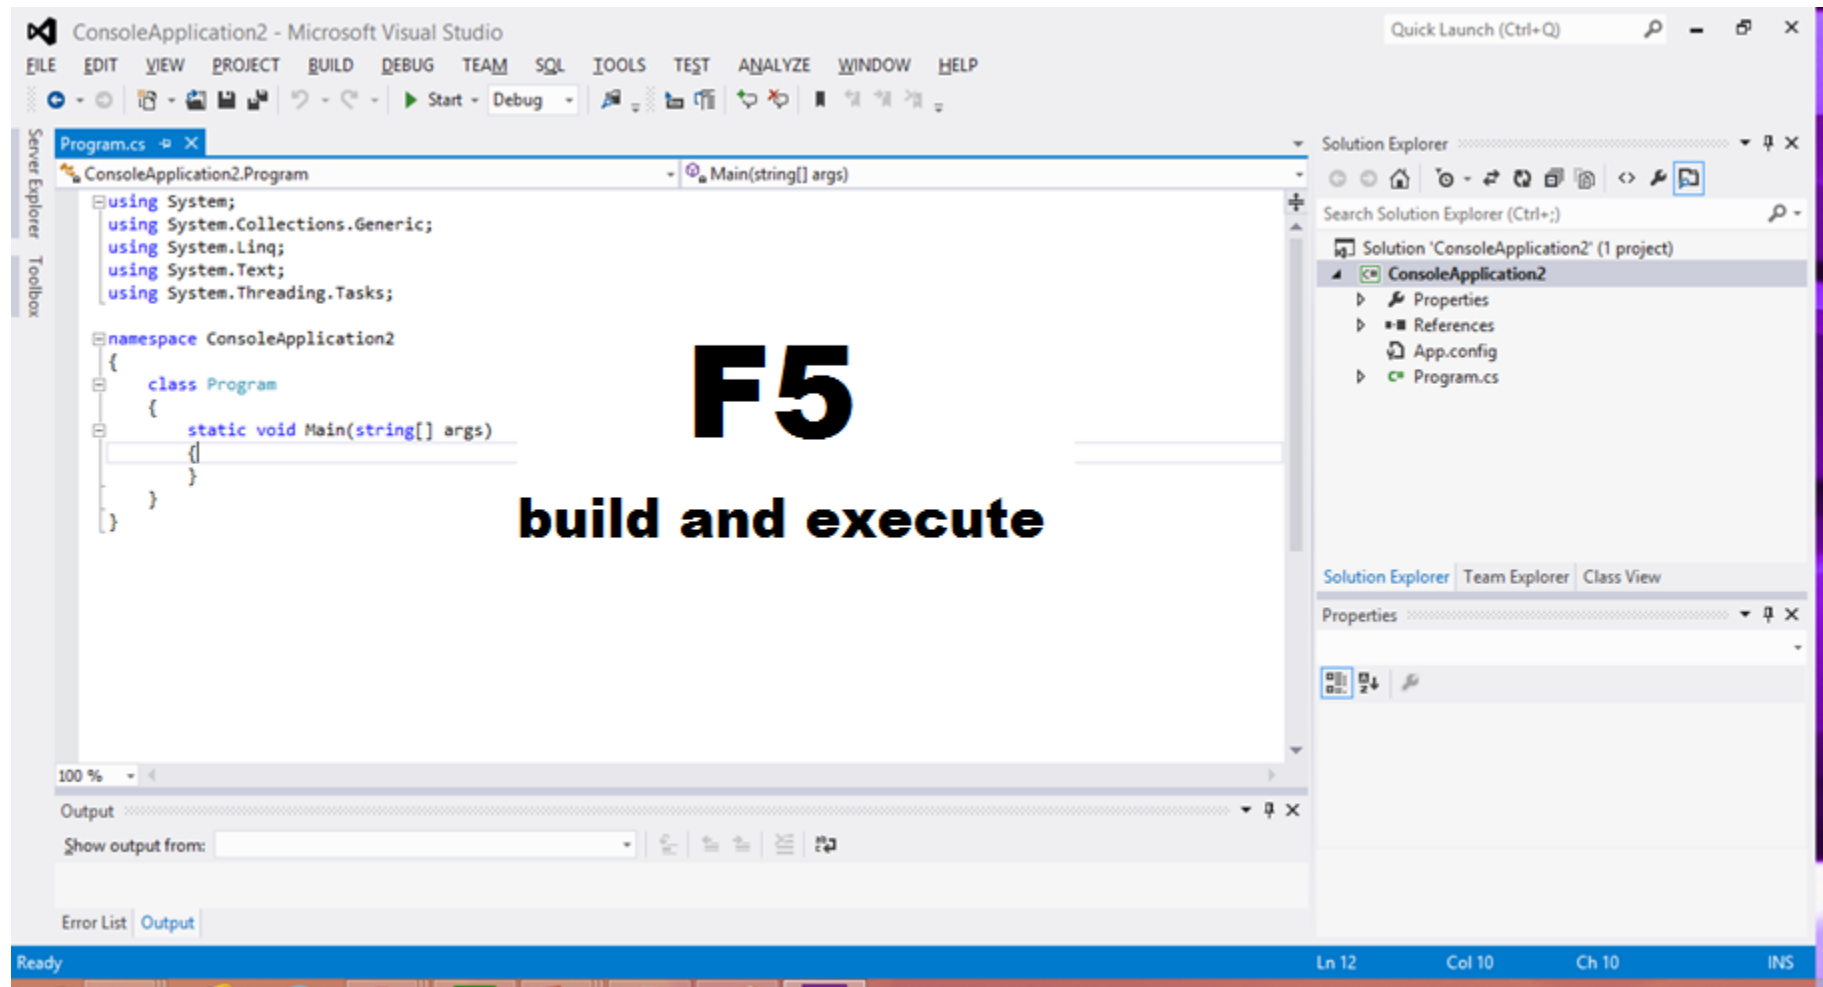 ConsoleApplication2 - Microsoft Visual Studio
Quick Launch (Ctrl+Q)
FILE EDIT VIEW PROJECT BUILD DEBUG TEAM SQL TOOLS TEST ANALYZE WINDOW HELP
Start Debug
Server Explorer
Toolbox
Program.cs
ConsoleApplication2.Program
Main(string[] args)
using System;
using System.Collections.Generic;
using System.Linq;
using System.Text;
using System.Threading.Tasks;
namespace ConsoleApplication2
{
class Program
{
static void Main(string[] args)
{
}
}
}
F5
build and execute
100 %
Output
Show output from:
Error List Output
Solution Explorer
Search Solution Explorer (Ctrl+;)
Solution 'ConsoleApplication2' (1 project)
C# ConsoleApplication2
Properties
References
App.config
C# Program.cs
Solution Explorer Team Explorer Class View
Properties
Ready
Ln 12 Col 10 Ch 10 INS